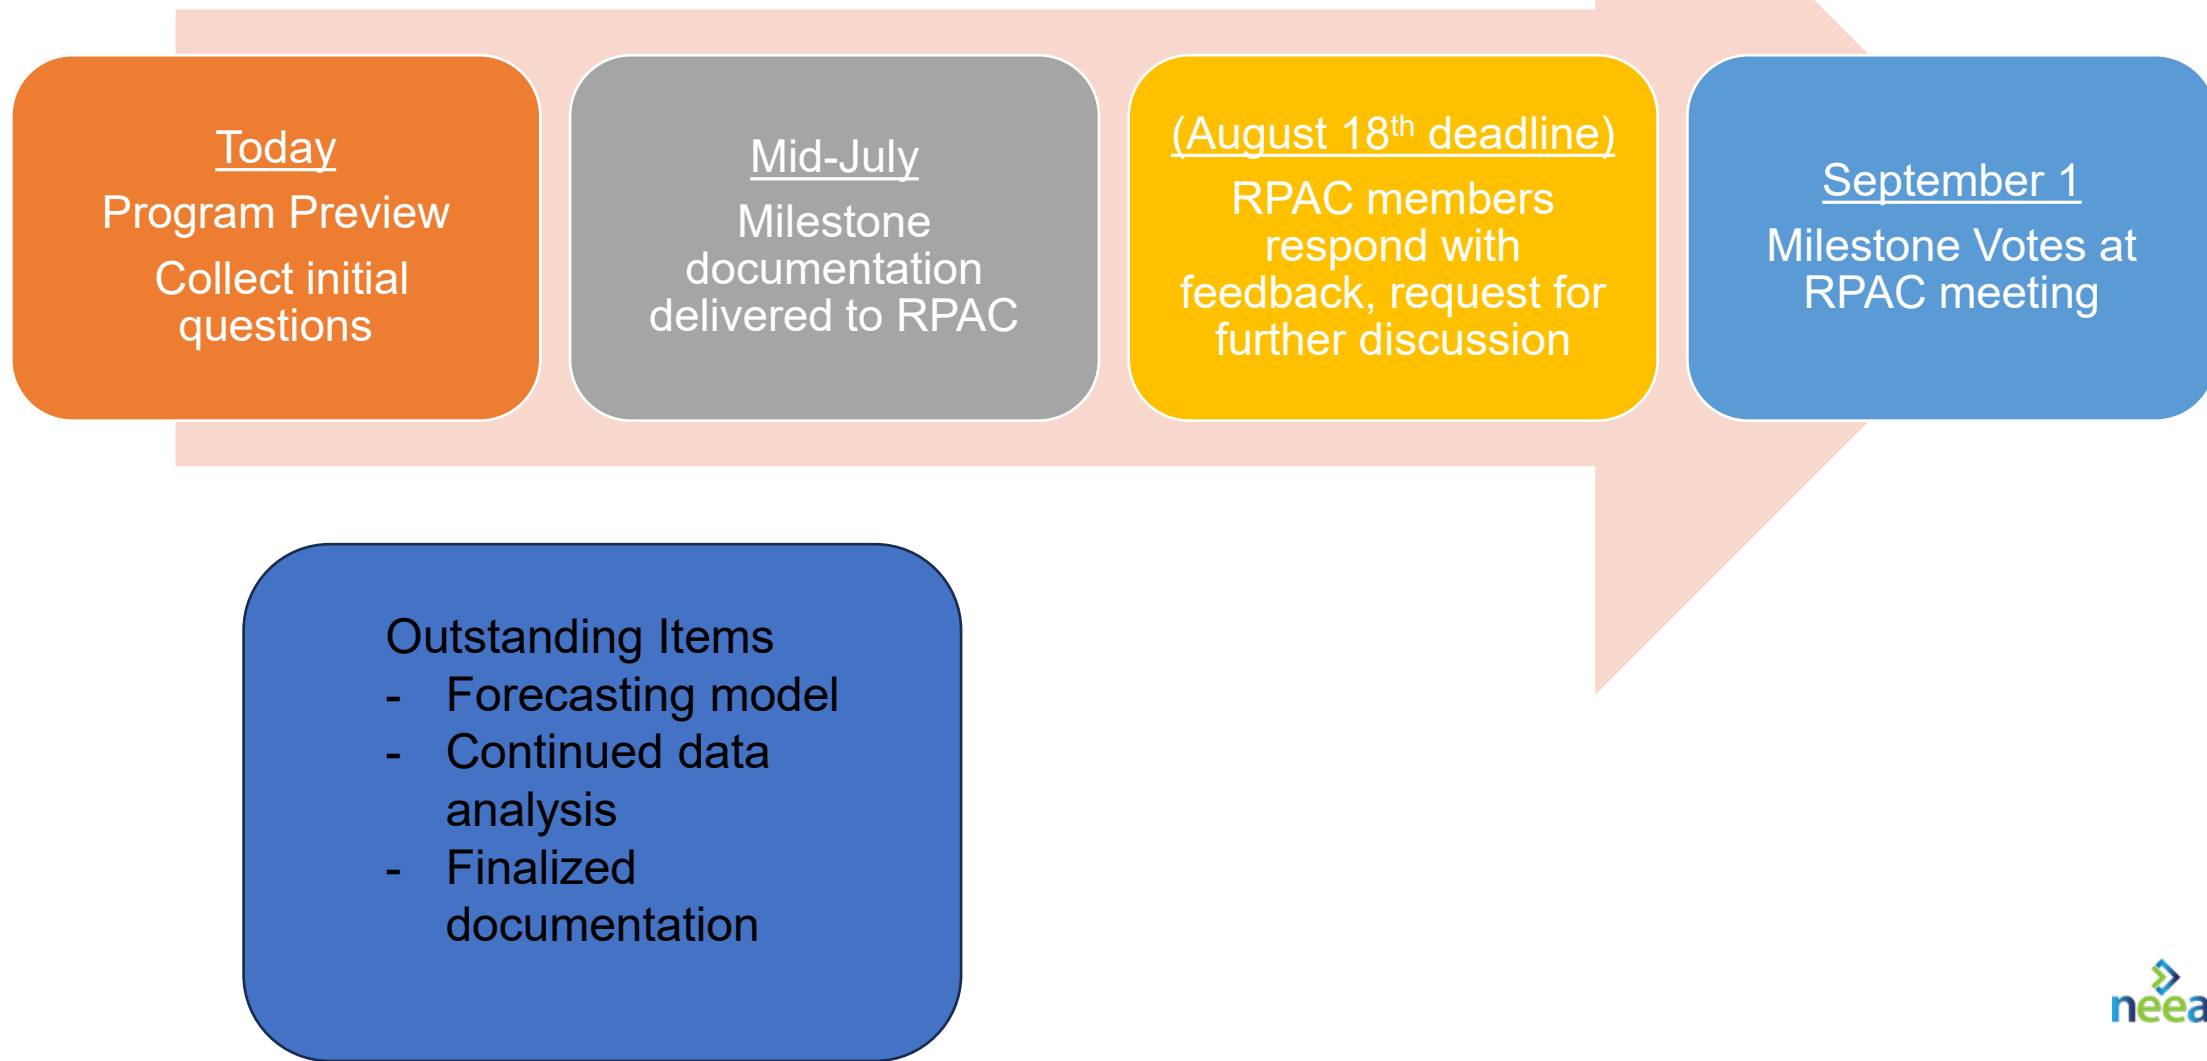 Today
Program Preview
Collect initial
questions
Mid-July
Milestone
documentation
delivered to RPAC
(August 18th deadline)
RPAC members
respond with
feedback, request for
further discussion
September 1
Milestone Votes at
RPAC meeting
Outstanding Items
- Forecasting model
- Continued data
analysis
- Finalized
documentation
neea